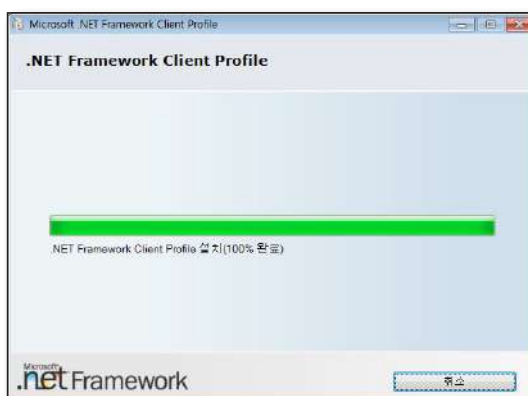 Microsoft .NET Framework Client Profile
.NET Framework Client Profile
.NET Framework Client Profile 설치(100% 완료)
Microsoft
.net Framework
취소